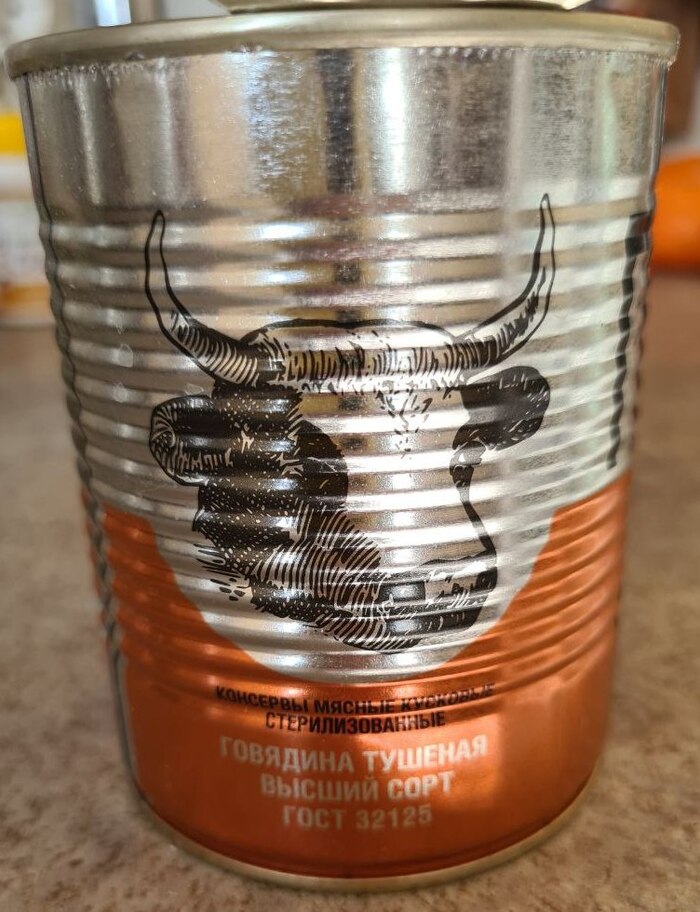 КОНСЕРВЫ МЯСНЫЕ КУСКОВЫЕ
СТЕРИЛИЗОВАННЫЕ
ГОВЯДИНА ТУШЕНАЯ
ВЫСШИЙ СОРТ
ГОСТ 32125